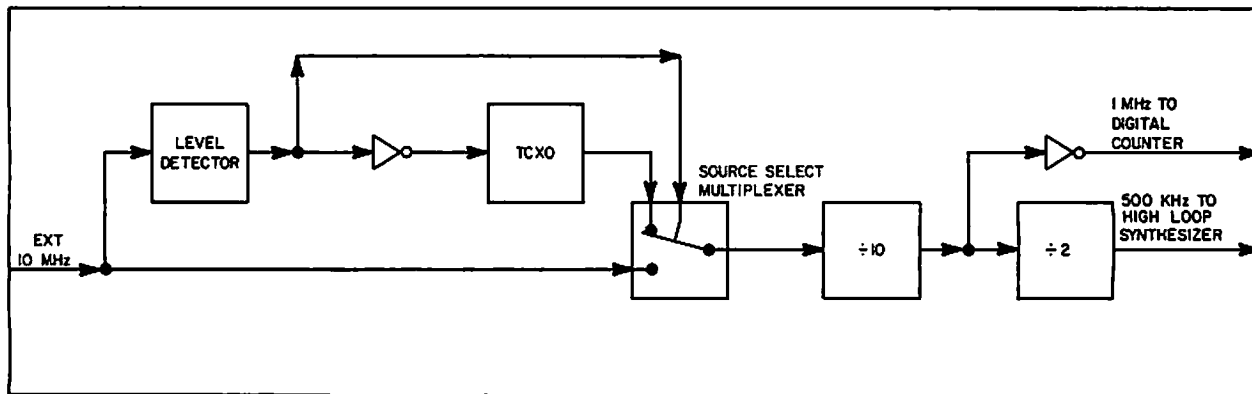 LEVEL
DETECTOR
TCXO
SOURCE SELECT
MULTIPLEXER
1 MHz TO
DIGITAL
COUNTER
EXT
10 MHz
÷10
÷2
500 KHz TO
HIGH LOOP
SYNTHESIZER